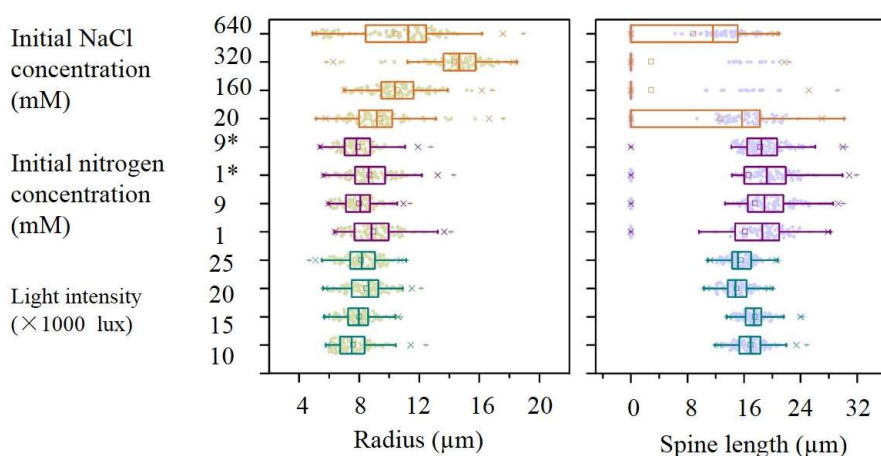 Initial NaCl
concentration
(mM)
640
320
160
20
Initial nitrogen
concentration
(mM)
9*
1*
9
1
Light intensity
(×1000 lux)
25
20
15
10
4 8 12 16 20
Radius (µm)
0 8 16 24 32
Spine length (µm)